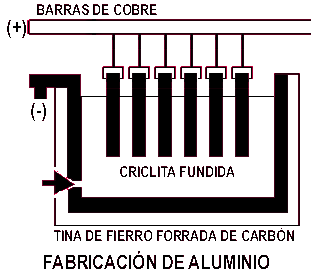 BARRAS DE COBRE
(+)
(-)
CRICLITA FUNDIDA
TINA DE FIERRO FORRADA DE CARBÓN
FABRICACIÓN DE ALUMINIO